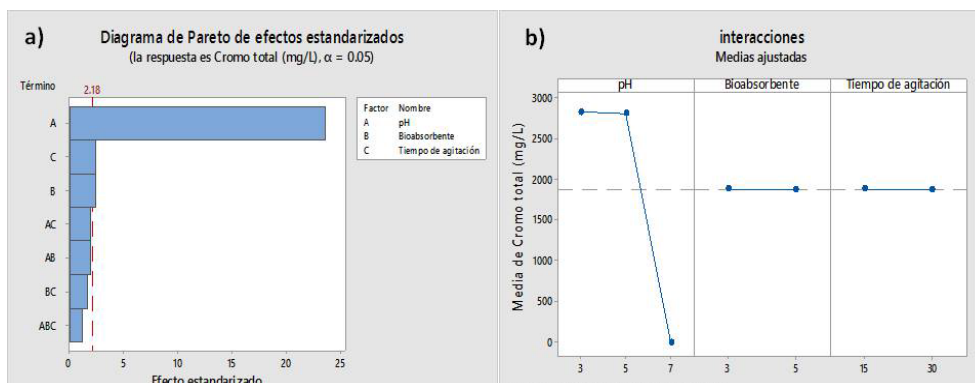 a)
Diagrama de Pareto de efectos estandarizados
(la respuesta es Cromo total (mg/L), α = 0.05)
Término
2.18
A
C
B
AC
AB
BC
ABC
0 5 10 15 20 25
Efecto estandarizado
Factor Nombre
A pH
B Bioabsorbente
C Tiempo de agitación
b)
interacciones
Medias ajustadas
pH Bioabsorbente Tiempo de agitación
Media de Cromo total (mg/L)
3000
2500
2000
1500
1000
500
0
3 5 7 3 5 15 30